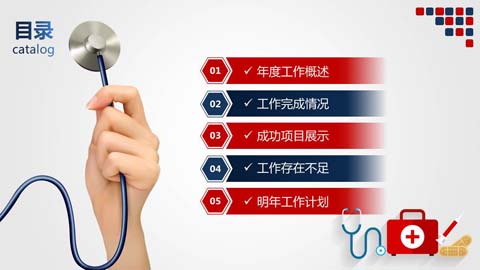 目录
catalog
01 ✓ 年度工作概述
02 ✓ 工作完成情况
03 ✓ 成功项目展示
04 ✓ 工作存在不足
05 ✓ 明年工作计划